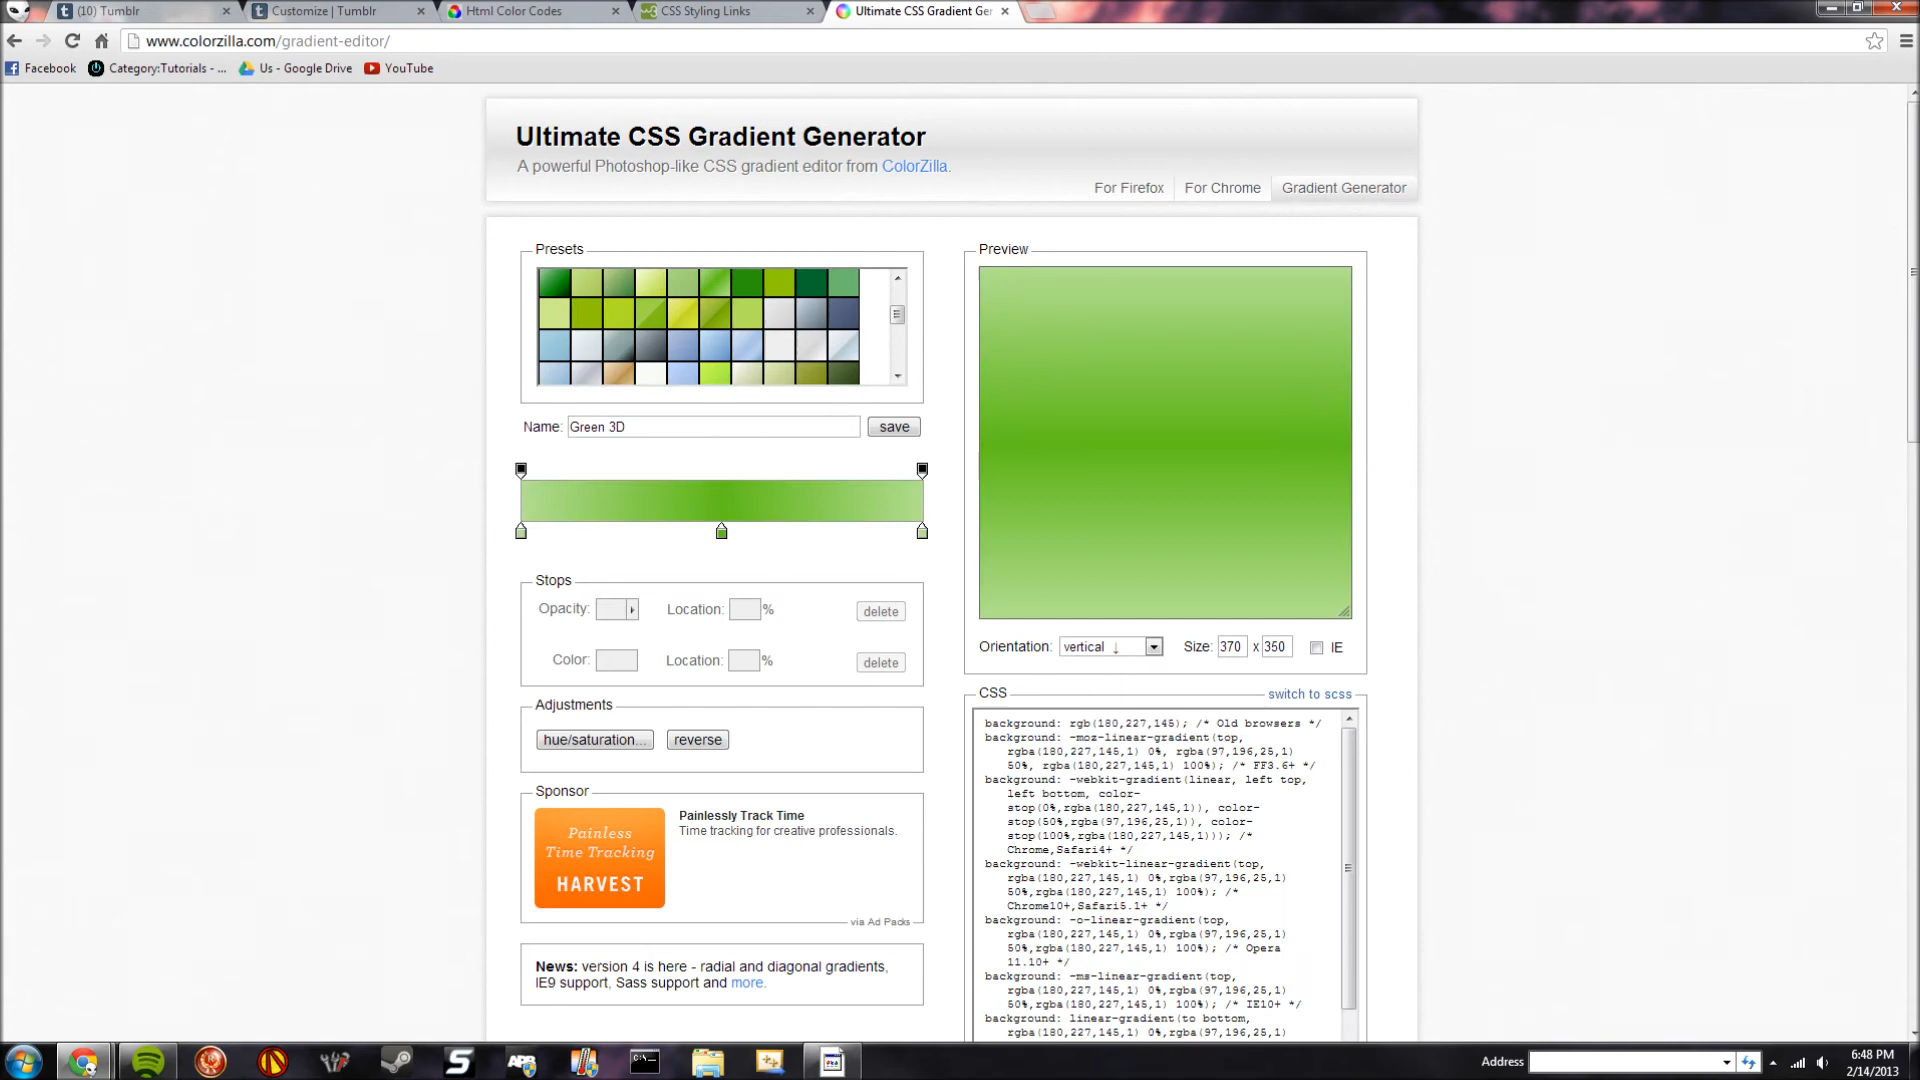 (10) Tumblr
Customize | Tumblr
Html Color Codes
CSS Styling Links
Ultimate CSS Gradient Ger
www.colorzilla.com/gradient-editor/
Facebook
Category:Tutorials - ...
Us - Google Drive
YouTube
Ultimate CSS Gradient Generator
A powerful Photoshop-like CSS gradient editor from ColorZilla.
For Firefox
For Chrome
Gradient Generator
Presets
Name: Green 3D
save
Stops
Opacity:
Location: %
delete
Color:
Location: %
delete
Adjustments
hue/saturation...
reverse
Sponsor
Painless
Time Tracking
HARVEST
Painlessly Track Time
Time tracking for creative professionals.
via Ad Packs
News: version 4 is here - radial and diagonal gradients,
IE9 support, Sass support and more.
Preview
Orientation: vertical ↓
Size: 370 x 350
IE
CSS
switch to scss
background: rgb(180,227,145); /* Old browsers */
background: -moz-linear-gradient(top,
rgba(180,227,145,1) 0%, rgba(97,196,25,1)
50%, rgba(180,227,145,1) 100%); /* FF3.6+ */
background: -webkit-gradient(linear, left top,
left bottom, color-
stop(0%,rgba(180,227,145,1)), color-
stop(50%,rgba(97,196,25,1)), color-
stop(100%,rgba(180,227,145,1))); /*
Chrome,Safari4+ */
background: -webkit-linear-gradient(top,
rgba(180,227,145,1) 0%,rgba(97,196,25,1)
50%,rgba(180,227,145,1) 100%); /*
Chrome10+,Safari5.1+ */
background: -o-linear-gradient(top,
rgba(180,227,145,1) 0%,rgba(97,196,25,1)
50%,rgba(180,227,145,1) 100%); /* Opera
11.10+ */
background: -ms-linear-gradient(top,
rgba(180,227,145,1) 0%,rgba(97,196,25,1)
50%,rgba(180,227,145,1) 100%); /* IE10+ */
background: linear-gradient(to bottom,
rgba(180,227,145,1) 0%,rgba(97,196,25,1)
APB
C:\
Address
6:48 PM
2/14/2013